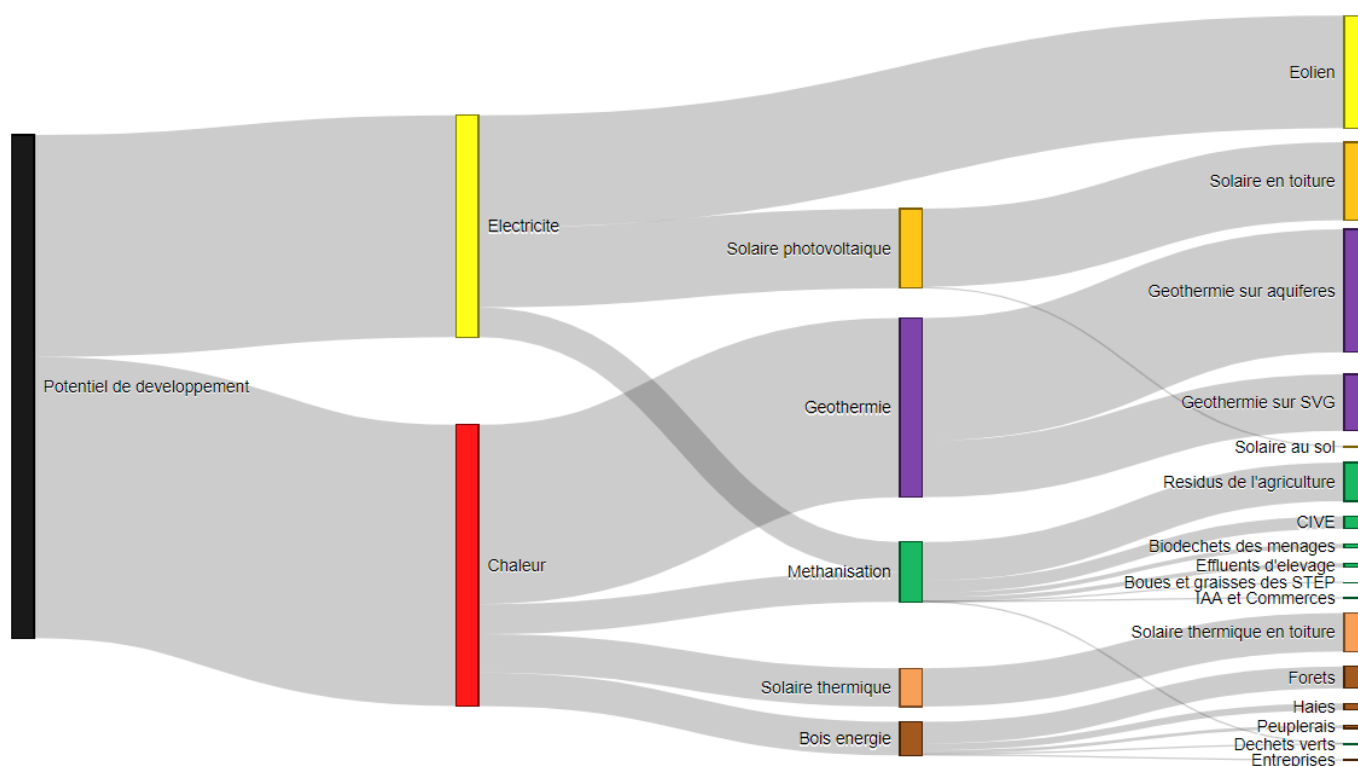 Potentiel de developpement
Electricite
Chaleur
Solaire photovoltaique
Geothermie
Methanisation
Solaire thermique
Bois energie
Eolien
Solaire en toiture
Geothermie sur aquiferes
Geothermie sur SVG
Solaire au sol
Residus de l'agriculture
CIVE
Biodechets des menages
Effluents d'elevage
Boues et graisses des STEP
IAA et Commerces
Solaire thermique en toiture
Forets
Haies
Peuplerais
Dechets verts
Entreprises